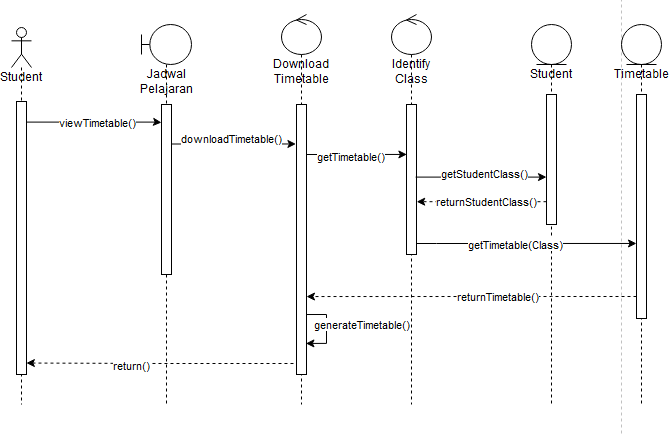 Student
Jadwal
Pelajaran
Download
Timetable
Identify
Class
Student
Timetable
viewTimetable()
downloadTimetable()
getTimetable()
getStudentClass()
returnStudentClass()
getTimetable(Class)
returnTimetable()
generateTimetable()
return()